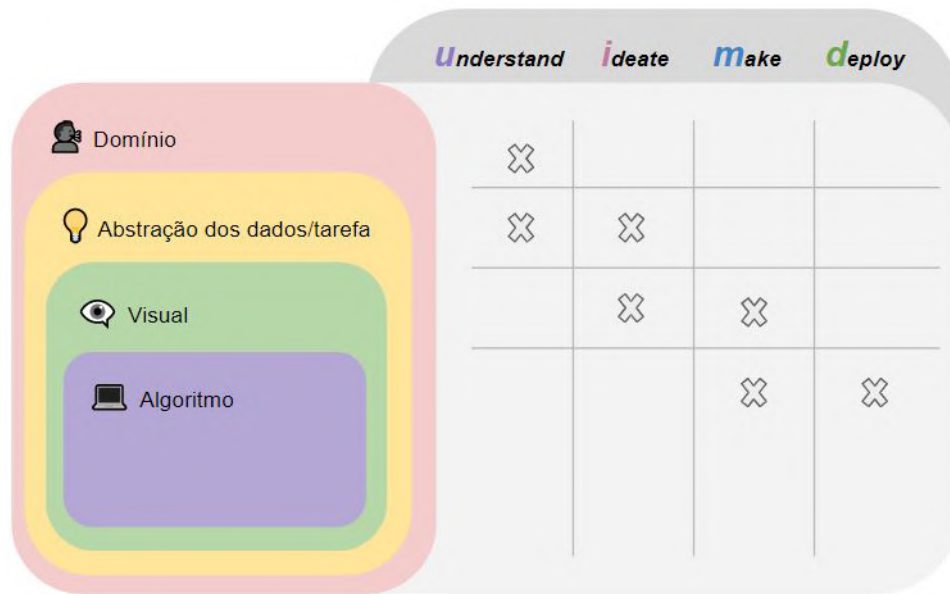 understand ideate make deploy
Domínio
Abstração dos dados/tarefa
Visual
Algoritmo